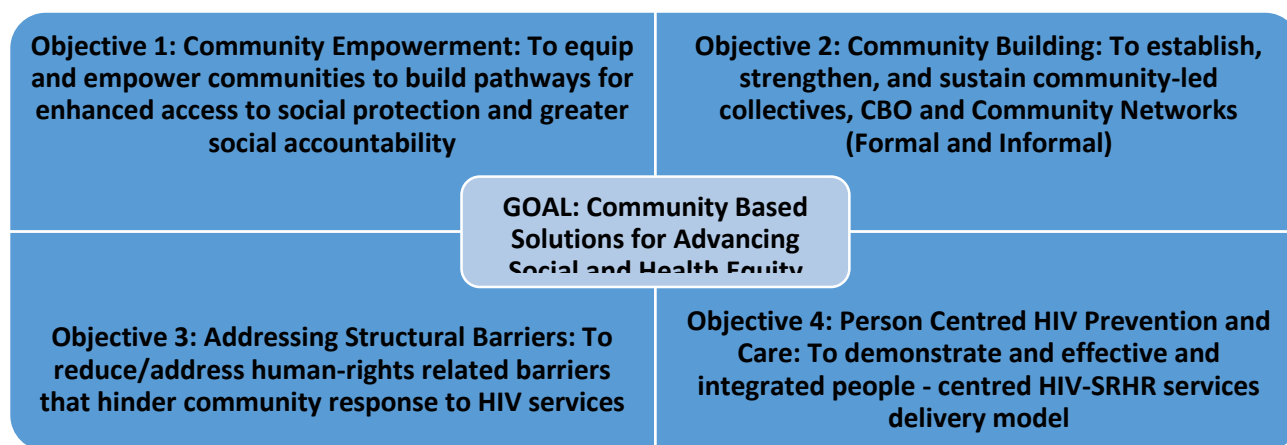 Objective 1: Community Empowerment: To equip
and empower communities to build pathways for
enhanced access to social protection and greater
social accountability
Objective 2: Community Building: To establish,
strengthen, and sustain community-led
collectives, CBO and Community Networks
(Formal and Informal)
GOAL: Community Based
Solutions for Advancing
Social and Health Equity
Objective 3: Addressing Structural Barriers: To
reduce/address human-rights related barriers
that hinder community response to HIV services
Objective 4: Person Centred HIV Prevention and
Care: To demonstrate and effective and
integrated people - centred HIV-SRHR services
delivery model